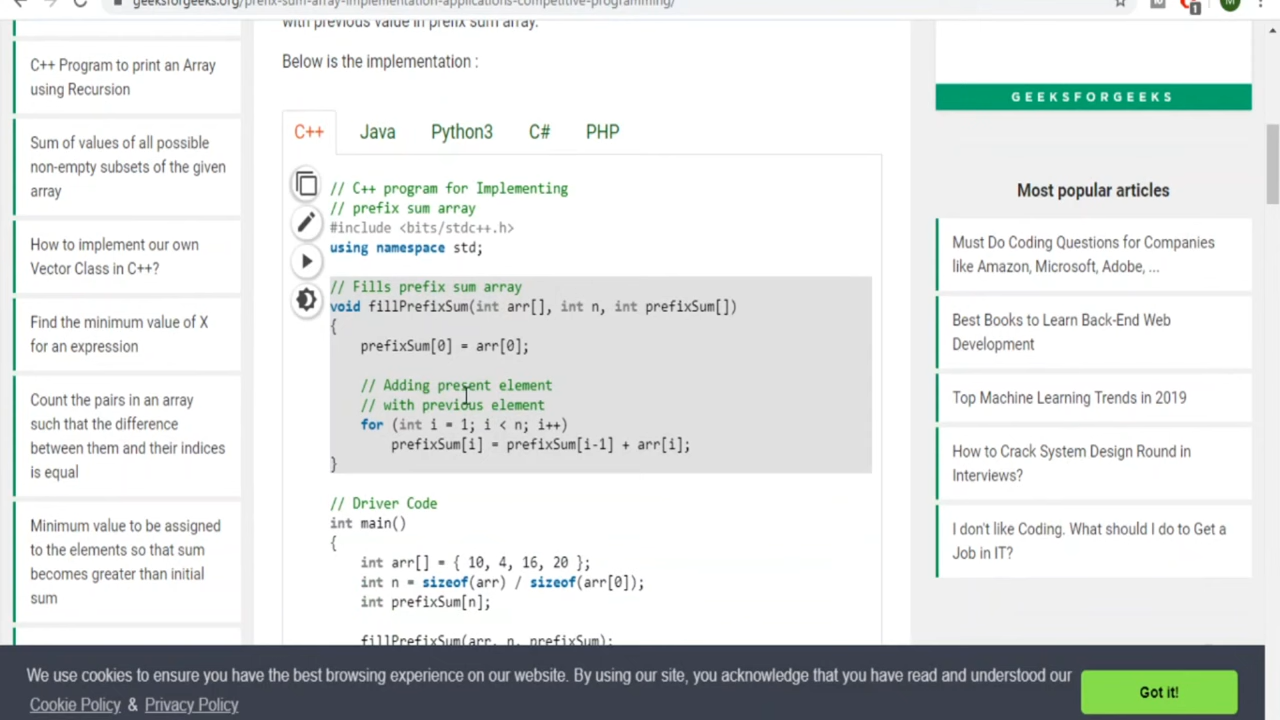 geeksforgeeks.org/prefix-sum-array-implementation-applications-competitive-programming/
with previous value in prefix sum array.
Below is the implementation :
C++ Program to print an Array
using Recursion
Sum of values of all possible
non-empty subsets of the given
array
How to implement our own
Vector Class in C++?
Find the minimum value of X
for an expression
Count the pairs in an array
such that the difference
between them and their indices
is equal
Minimum value to be assigned
to the elements so that sum
becomes greater than initial
sum
C++ Java Python3 C# PHP
// C++ program for Implementing
// prefix sum array
#include <bits/stdc++.h>
using namespace std;
// Fills prefix sum array
void fillPrefixSum(int arr[], int n, int prefixSum[])
{
prefixSum[0] = arr[0];
// Adding present element
// with previous element
for (int i = 1; i < n; i++)
prefixSum[i] = prefixSum[i-1] + arr[i];
}
// Driver Code
int main()
{
int arr[] = { 10, 4, 16, 20 };
int n = sizeof(arr) / sizeof(arr[0]);
int prefixSum[n];
fillPrefixSum(arr, n, prefixSum);
GEEKSFORGEEKS
Most popular articles
Must Do Coding Questions for Companies
like Amazon, Microsoft, Adobe, ...
Best Books to Learn Back-End Web
Development
Top Machine Learning Trends in 2019
How to Crack System Design Round in
Interviews?
I don't like Coding. What should I do to Get a
Job in IT?
We use cookies to ensure you have the best browsing experience on our website. By using our site, you acknowledge that you have read and understood our
Cookie Policy & Privacy Policy
Got it!
M
1